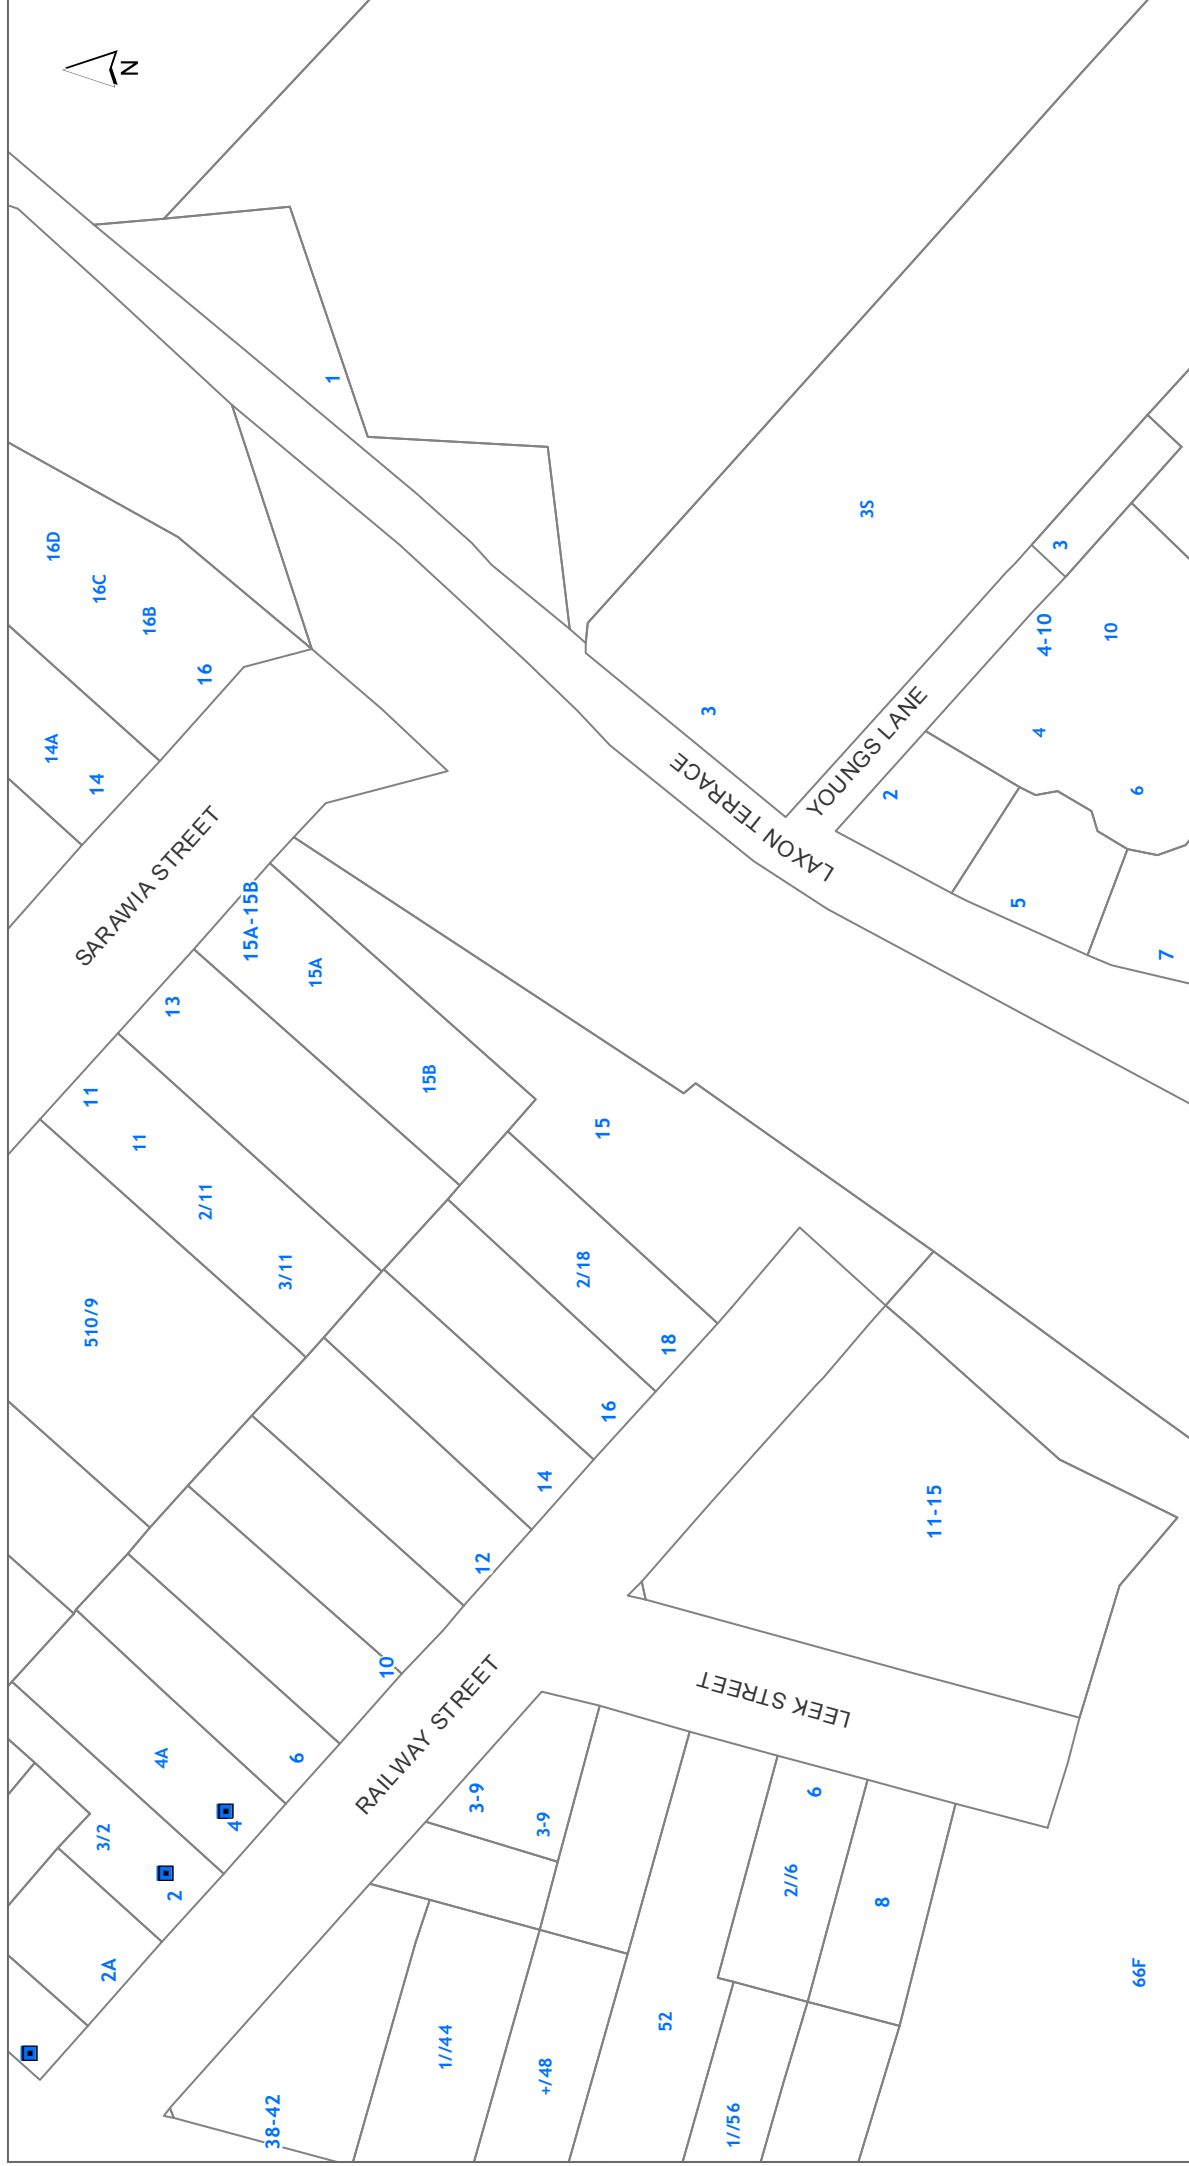 N
16D
16C
16B
16
14A
14
1
3S
3
4-10
10
4
6
3
2
5
7
YOUNGS LANE
LAXON TERRACE
SARAWIA STREET
15A-15B
15A
15B
13
11
11
2/11
3/11
510/9
15
2/18
18
16
14
12
10
6
4A
4
3/2
2
2A
RAILWAY STREET
LEEK STREET
11-15
3-9
3-9
6
2//6
8
52
66F
38-42
1//44
+/48
1//56